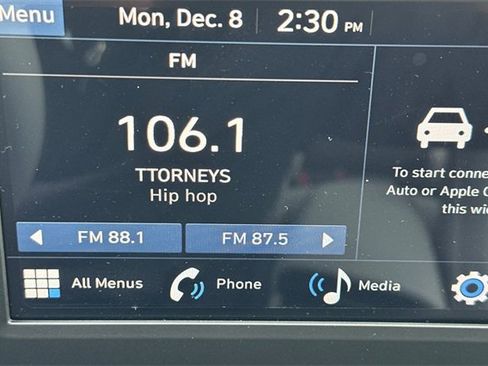 Menu
Mon, Dec. 8
2:30 PM
FM
106.1
TTORNEYS
Hip hop
FM 88.1
FM 87.5
To start conne
Auto or Apple C
this wi
All Menus
Phone
Media